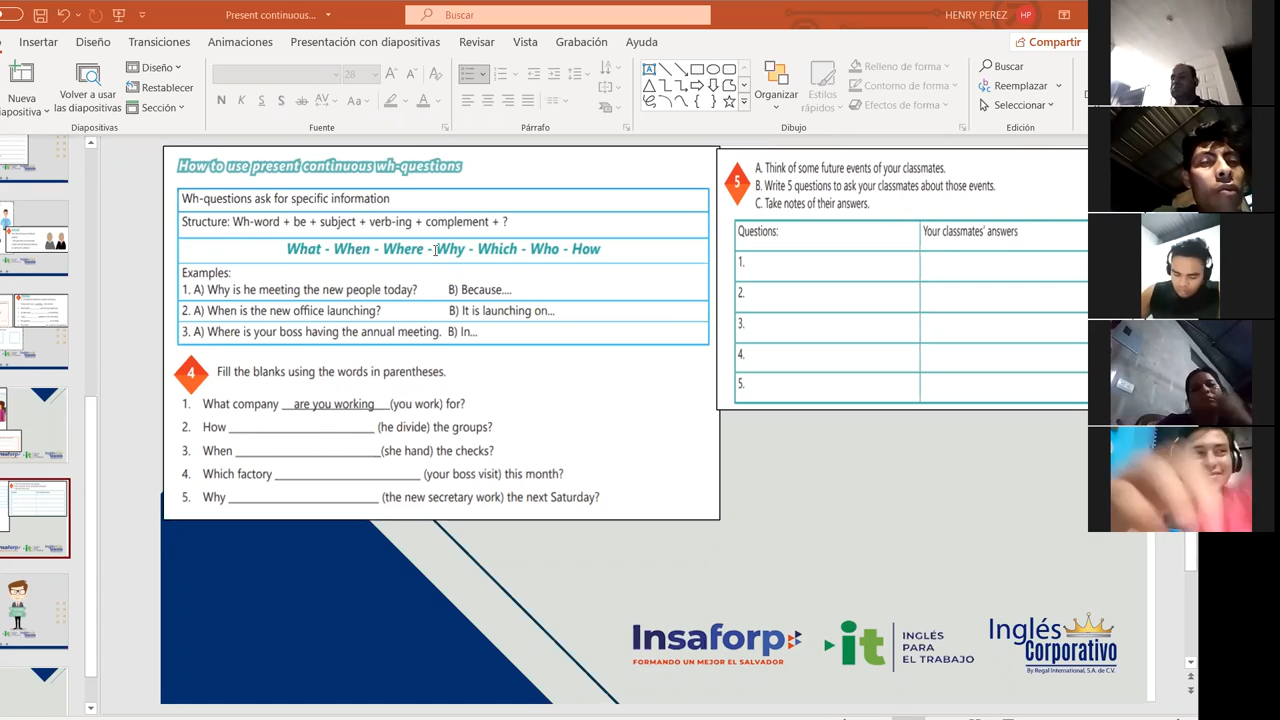 Present continuous...
Buscar
HENRY PEREZ
HP
Insertar
Diseño
Transiciones
Animaciones
Presentación con diapositivas
Revisar
Vista
Grabación
Ayuda
Compartir
Nueva
diapositiva
Volver a usar
las diapositivas
Diseño
Restablecer
Sección
Diapositivas
28
N
K
S
ab
AV
Aa
Fuente
Párrafo
Organizar
Estilos
rápidos
Relleno de forma
Contorno de forma
Efectos de forma
Dibujo
Buscar
Reemplazar
Seleccionar
Edición
How to use present continuous wh-questions
Wh-questions ask for specific information
Structure: Wh-word + be + subject + verb-ing + complement + ?
What - When - Where - Why - Which - Who - How
Examples:
1. A) Why is he meeting the new people today? B) Because....
2. A) When is the new office launching? B) It is launching on...
3. A) Where is your boss having the annual meeting. B) In...
4 Fill the blanks using the words in parentheses.
1. What company __are you working__(you work) for?
2. How ____________ (he divide) the groups?
3. When ____________(she hand) the checks?
4. Which factory ____________ (your boss visit) this month?
5. Why ____________ (the new secretary work) the next Saturday?
5
A. Think of some future events of your classmates.
B. Write 5 questions to ask your classmates about those events.
C. Take notes of their answers.
Questions: Your classmates' answers
1.
2.
3.
4.
5.
Insaforp
FORMANDO UN MEJOR EL SALVADOR
it
INGLÉS
PARA
EL TRABAJO
Inglés
Corporativo
By Regal International, S.A. de C.V.